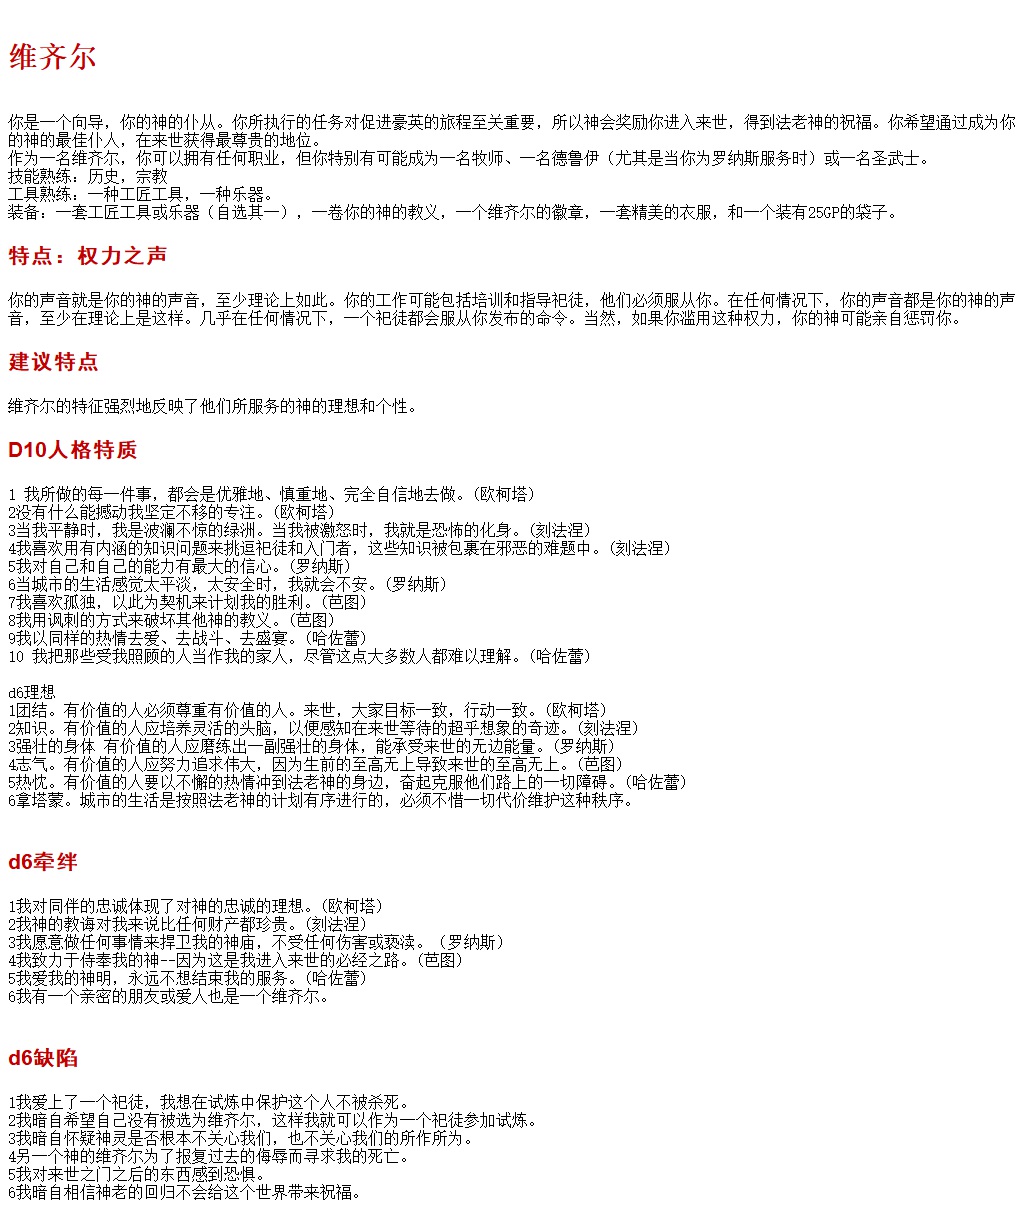 维齐尔
你是一个向导，你的神的仆从。你所执行的任务对促进豪英的旅程至关重要，所以神会奖励你进入来世，得到法老神的祝福。你希望通过成为你
的神的最佳仆人，在来世获得最尊贵的地位。
作为一名维齐尔，你可以拥有任何职业，但你特别有可能成为一名牧师、一名德鲁伊（尤其是当你为罗纳斯服务时）或一名圣武士。
技能熟练：历史，宗教
工具熟练：一种工匠工具，一种乐器。
装备：一套工匠工具或乐器（自选其一），一卷你的神的教义，一个维齐尔的徽章，一套精美的衣服，和一个装有25GP的袋子。
特点：权力之声
你的声音就是你的神的声音，至少理论上如此。你的工作可能包括培训和指导祀徒，他们必须服从你。在任何情况下，你的声音都是你的神的声
音，至少在理论上是这样。几乎在任何情况下，一个祀徒都会服从你发布的命令。当然，如果你滥用这种权力，你的神可能亲自惩罚你。
建议特点
维齐尔的特征强烈地反映了他们所服务的神的理想和个性。
D10人格特质
1 我所做的每一件事，都会是优雅地、慎重地、完全自信地去做。(欧柯塔)
2没有什么能撼动我坚定不移的专注。(欧柯塔)
3当我平静时，我是波澜不惊的绿洲。当我被激怒时，我就是恐怖的化身。(刻法涅)
4我喜欢用有内涵的知识问题来挑逗祀徒和入门者，这些知识被包裹在邪恶的难题中。(刻法涅)
5我对自己和自己的能力有最大的信心。(罗纳斯)
6当城市的生活感觉太平淡，太安全时，我就会不安。(罗纳斯)
7我喜欢孤独，以此为契机来计划我的胜利。(芭图)
8我用讽刺的方式来破坏其他神的教义。(芭图)
9我以同样的热情去爱、去战斗、去盛宴。(哈佐蕾)
10 我把那些受我照顾的人当作我的家人，尽管这点大多数人都难以理解。(哈佐蕾)
d6理想
1团结。有价值的人必须尊重有价值的人。来世，大家目标一致，行动一致。(欧柯塔)
2知识。有价值的人应培养灵活的头脑，以便感知在来世等待的超乎想象的奇迹。(刻法涅)
3强壮的身体 有价值的人应磨练出一副强壮的身体，能承受来世的无边能量。(罗纳斯)
4志气。有价值的人应努力追求伟大，因为生前的至高无上导致来世的至高无上。(芭图)
5热忱。有价值的人要以不懈的热情冲到法老神的身边，奋起克服他们路上的一切障碍。(哈佐蕾)
6拿塔蒙。城市的生活是按照法老神的计划有序进行的，必须不惜一切代价维护这种秩序。
d6牵绊
1我对同伴的忠诚体现了对神的忠诚的理想。(欧柯塔)
2我神的教诲对我来说比任何财产都珍贵。(刻法涅)
3我愿意做任何事情来捍卫我的神庙，不受任何伤害或亵渎。（罗纳斯）
4我致力于侍奉我的神--因为这是我进入来世的必经之路。(芭图)
5我爱我的神明，永远不想结束我的服务。(哈佐蕾)
6我有一个亲密的朋友或爱人也是一个维齐尔。
d6缺陷
1我爱上了一个祀徒，我想在试炼中保护这个人不被杀死。
2我暗自希望自己没有被选为维齐尔，这样我就可以作为一个祀徒参加试炼。
3我暗自怀疑神灵是否根本不关心我们，也不关心我们的所作所为。
4另一个神的维齐尔为了报复过去的侮辱而寻求我的死亡。
5我对来世之门之后的东西感到恐惧。
6我暗自相信神老的回归不会给这个世界带来祝福。